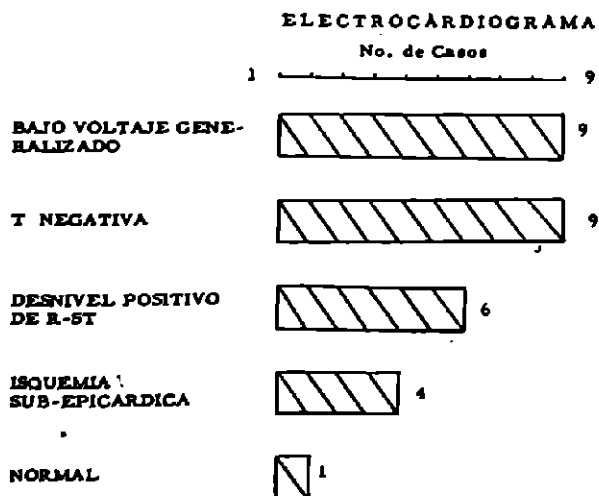 ELECTROCARDIOGRAMA
No. de Casos
1 9
BAJO VOLTAJE GENE-
RALIZADO
9
T NEGATIVA
9
DESNIVEL POSITIVO
DE R-ST
6
ISQUEMIA
SUB-EPICARDICA
4
NORMAL
1